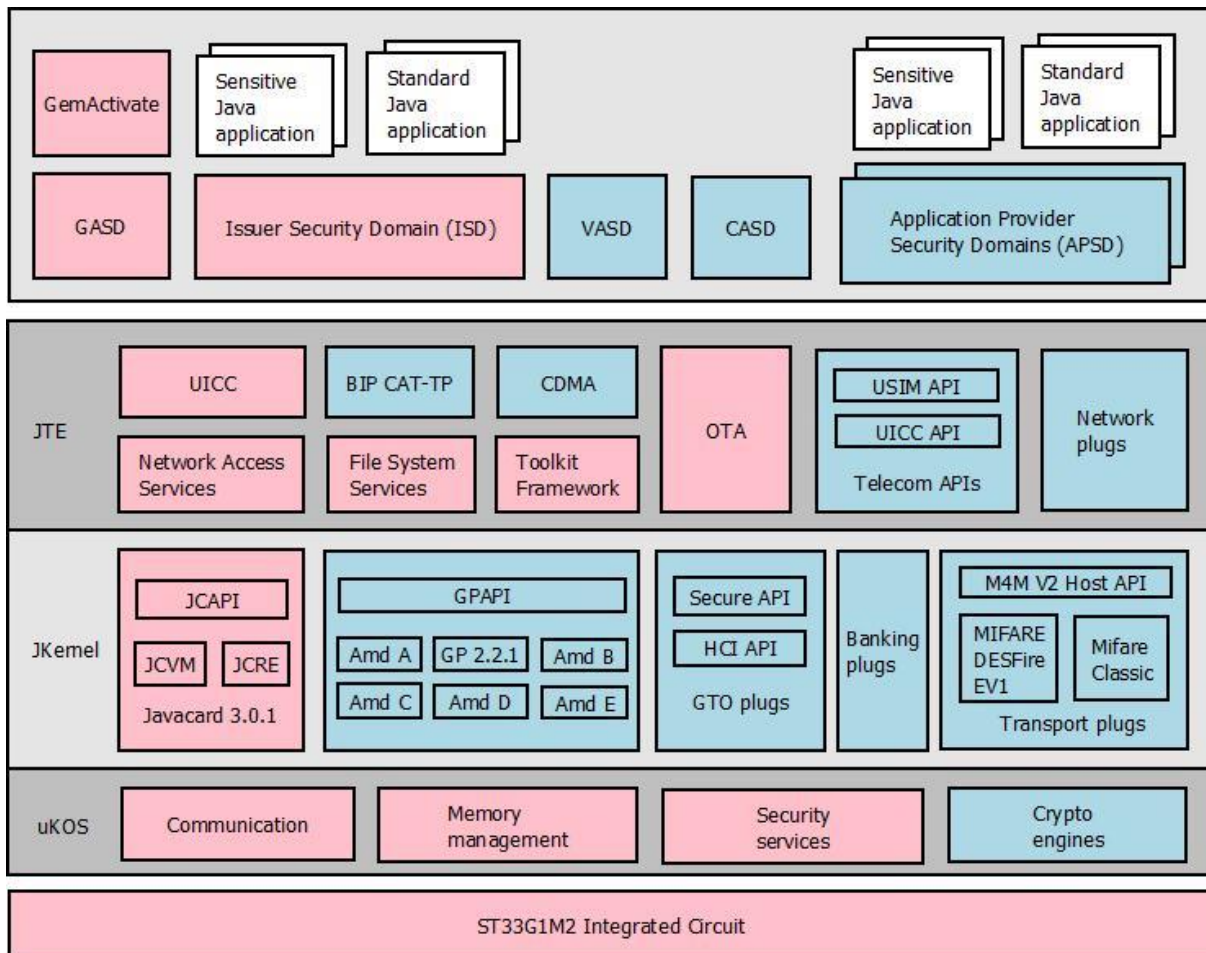 GemActivate
Sensitive
Java
application
Standard
Java
application
Sensitive
Java
application
Standard
Java
application
GASD
Issuer Security Domain (ISD)
VASD
CASD
Application Provider
Security Domains (APSD)
JTE
UICC
BIP CAT-TP
CDMA
OTA
USIM API
UICC API
Telecom APIs
Network
plugs
Network Access
Services
File System
Services
Toolkit
Framework
JKernel
JCAPI
JCVM
JCRE
Javacard 3.0.1
GPAPI
Amd A
GP 2.2.1
Amd B
Amd C
Amd D
Amd E
Secure API
HCI API
GTO plugs
Banking
plugs
M4M V2 Host API
MIFARE
DESFire
EV1
Mifare
Classic
Transport plugs
uKOS
Communication
Memory
management
Security
services
Crypto
engines
ST33G1M2 Integrated Circuit